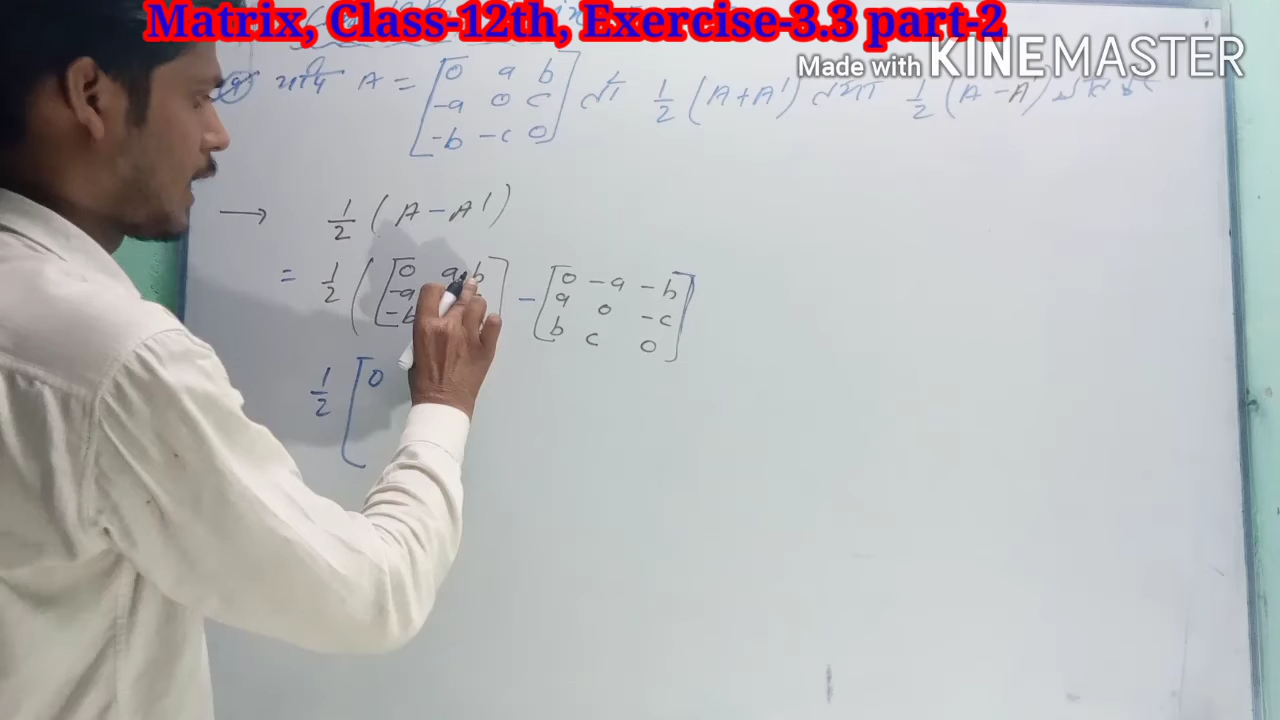 Matrix, Class-12th, Exercise-3.3 part-2
Made with KINEMASTER
यदि A = [0 a b
-a 0 c
-b -c 0] तो 1/2 (A+A') तथा 1/2 (A-A)
→ 1/2 (A-A')
= 1/2 ([0 a b
-a
-b ] - [0 -a -b
a 0 -c
b c 0]
1/2 [0